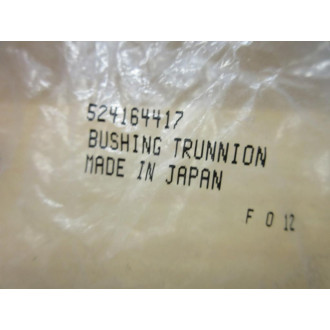 524164417
BUSHING TRUNNION
MADE IN JAPAN
F 0 12